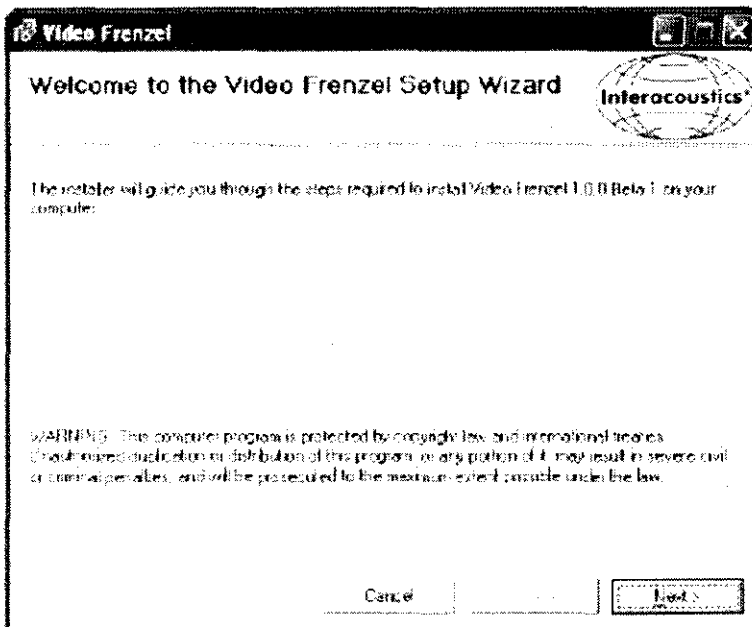 Video Frenzel
Welcome to the Video Frenzel Setup Wizard
Interacoustics
The installer will guide you through the steps required to install Video Frenzel 1.0.0 Beta 1 on your
computer.
WARNING: This computer program is protected by copyright law and international treaties.
Unauthorized duplication or distribution of this program, or any portion of it, may result in severe civil
or criminal penalties, and will be prosecuted to the maximum extent possible under the law.
Cancel
Next >